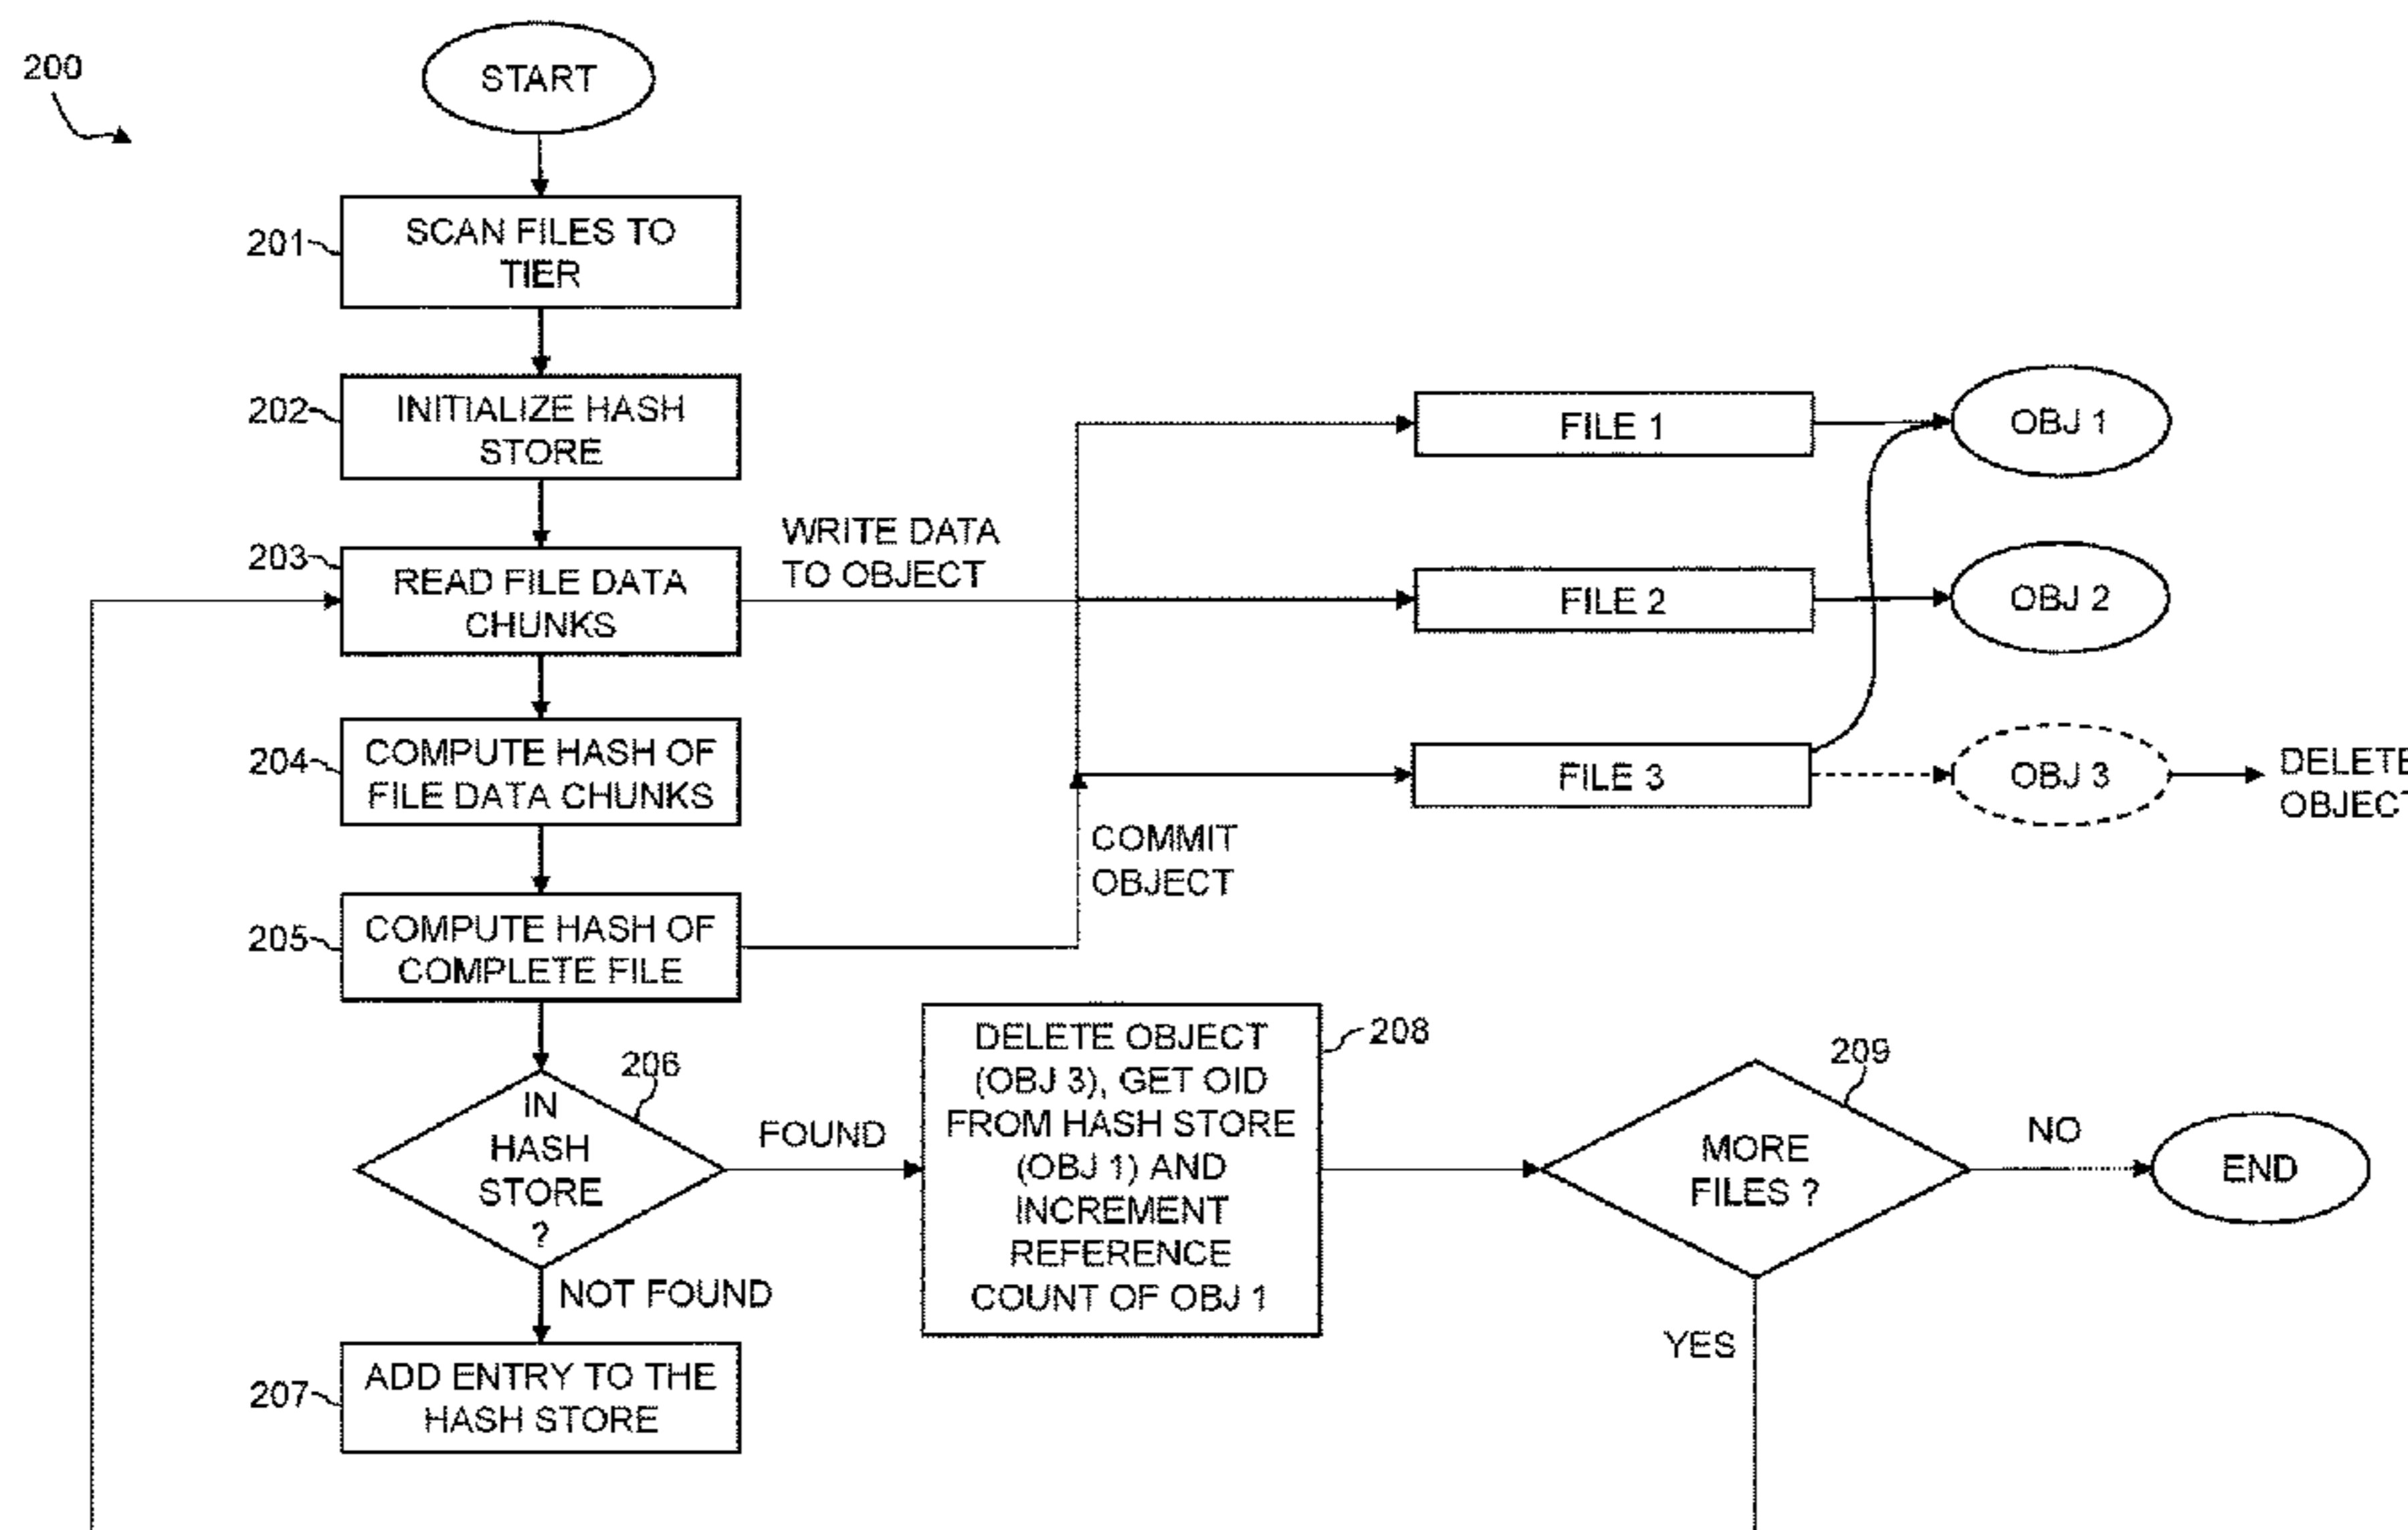 200
START
201
SCAN FILES TO
TIER
202
INITIALIZE HASH
STORE
203
READ FILE DATA
CHUNKS
WRITE DATA
TO OBJECT
FILE 1
OBJ 1
FILE 2
OBJ 2
FILE 3
OBJ 3
DELETE
OBJECT
204
COMPUTE HASH OF
FILE DATA CHUNKS
COMMIT
OBJECT
205
COMPUTE HASH OF
COMPLETE FILE
206
IN
HASH
STORE
?
FOUND
NOT FOUND
207
ADD ENTRY TO THE
HASH STORE
208
DELETE OBJECT
(OBJ 3), GET OID
FROM HASH STORE
(OBJ 1) AND
INCREMENT
REFERENCE
COUNT OF OBJ 1
209
MORE
FILES ?
NO
END
YES